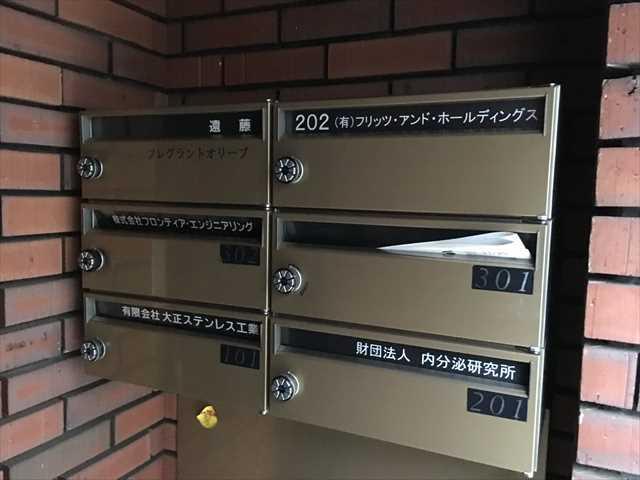 遠藤
フレグラントオリーブ
202 (有)フリッツ・アンド・ホールディングス
株式会社フロンティア・エンジニアリング
302
301
有限会社 大正ステンレス工業
101
財団法人 内分泌研究所
201